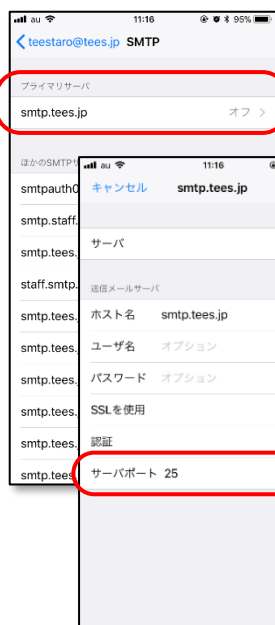 au 11:16 95%
teestaro@tees.jp SMTP
プライマリサーバ
smtp.tees.jp オフ
ほかのSMTPサ
smtpauth0
smtp.staff.
smtp.tees.
staff.smtp.
smtp.tees.
smtp.tees.
smtp.tees.
smtp.tees.
smtp.tees.
smtp.tees
au 11:16
キャンセル smtp.tees.jp
サーバ
送信メールサーバ
ホスト名 smtp.tees.jp
ユーザ名 オプション
パスワード オプション
SSLを使用
認証
サーバポート 25